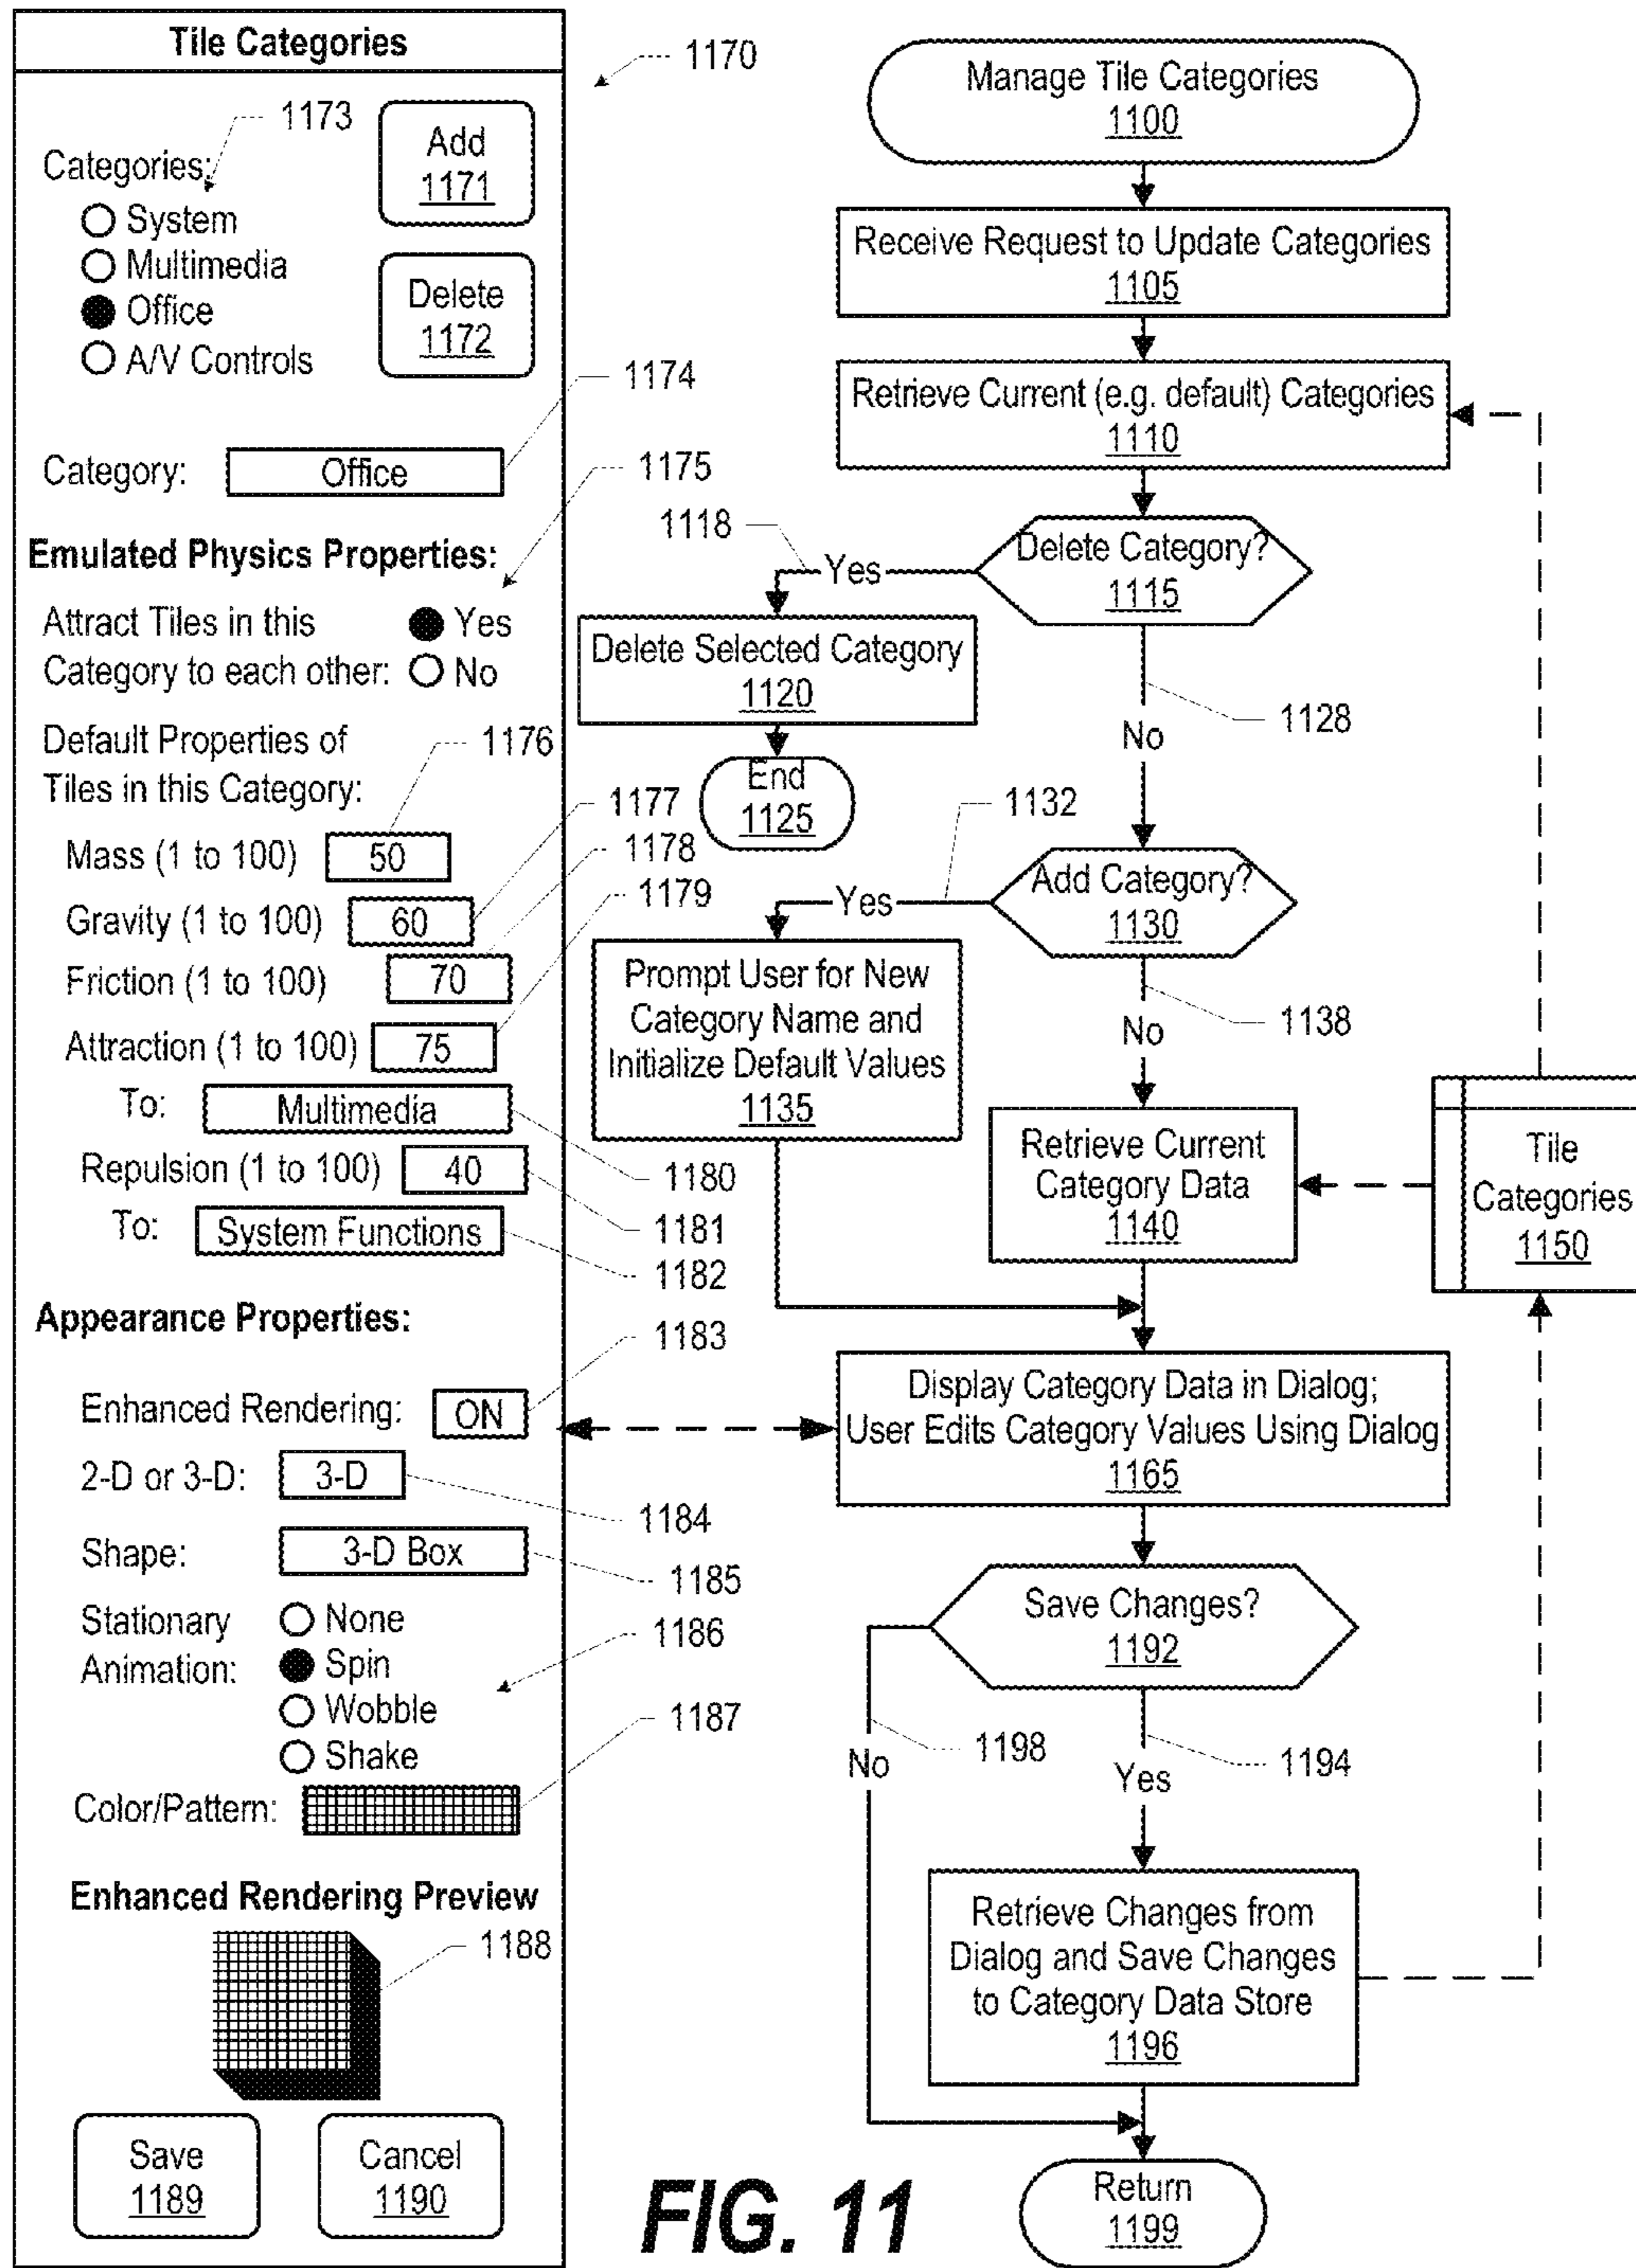 Tile Categories
1170
1173
Categories:
System
Multimedia
Office
A/V Controls
Add
1171
Delete
1172
1174
Category:
Office
1175
Emulated Physics Properties:
Attract Tiles in this
Category to each other:
Yes
No
Default Properties of
Tiles in this Category:
1176
Mass (1 to 100)
50
1177
Gravity (1 to 100)
60
1178
Friction (1 to 100)
70
1179
Attraction (1 to 100)
75
To:
Multimedia
1180
Repulsion (1 to 100)
40
1181
To:
System Functions
1182
Appearance Properties:
1183
Enhanced Rendering:
ON
2-D or 3-D:
3-D
1184
Shape:
3-D Box
1185
Stationary
Animation:
None
Spin
Wobble
Shake
1186
1187
Color/Pattern:
Enhanced Rendering Preview
1188
Save
1189
Cancel
1190
Manage Tile Categories
1100
Receive Request to Update Categories
1105
Retrieve Current (e.g. default) Categories
1110
Delete Category?
1115
1118
Yes
Delete Selected Category
1120
End
1125
1128
No
Add Category?
1130
1132
Yes
Prompt User for New
Category Name and
Initialize Default Values
1135
1138
No
Retrieve Current
Category Data
1140
Tile
Categories
1150
Display Category Data in Dialog;
User Edits Category Values Using Dialog
1165
Save Changes?
1192
1198
No
1194
Yes
Retrieve Changes from
Dialog and Save Changes
to Category Data Store
1196
Return
1199
FIG. 11